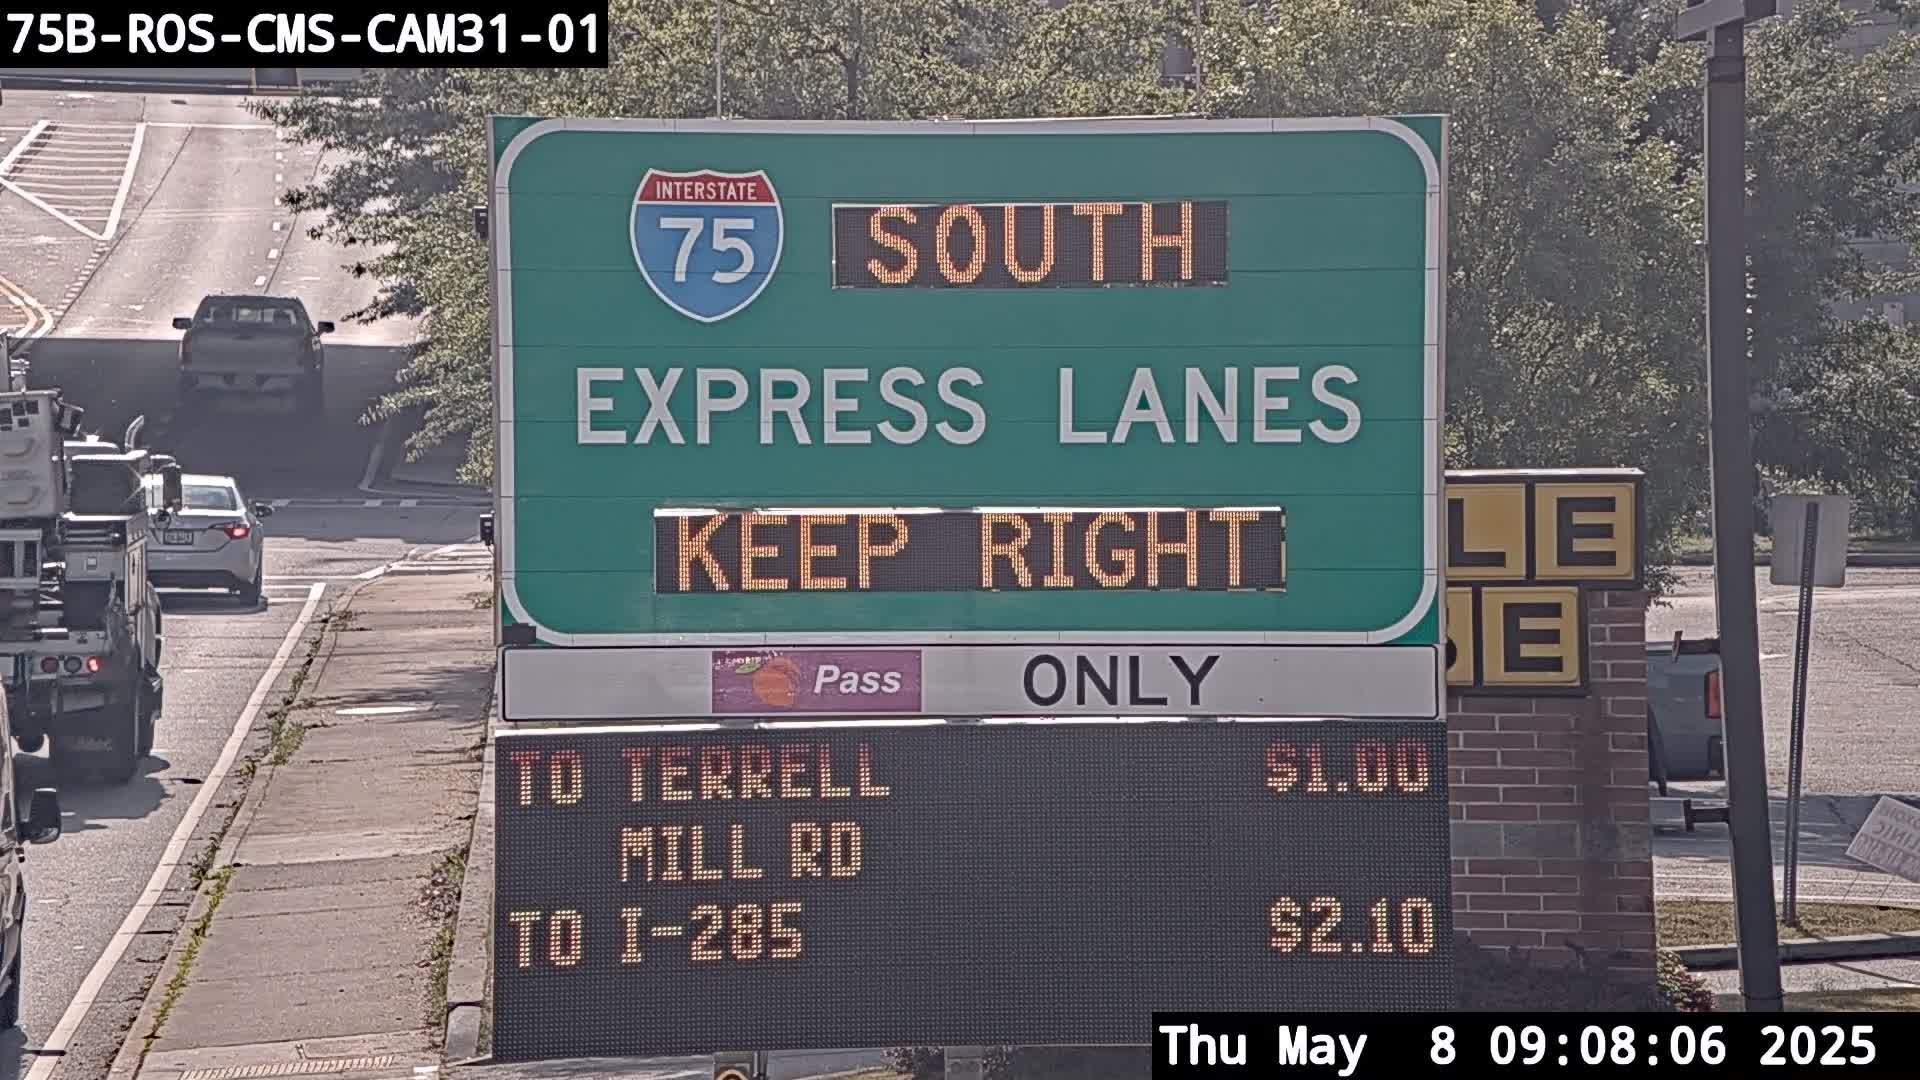 75B-ROS-CMS-CAM31-01
INTERSTATE
75
SOUTH
EXPRESS LANES
KEEP RIGHT
Pass ONLY
TO TERRELL $1.00
MILL RD
TO I-285 $2.10
LE
E
Thu May 8 09:08:06 2025